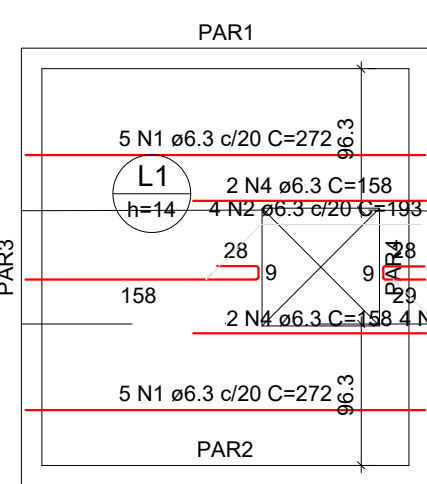 PAR1
96.3
5 N1 ø6.3 c/20 C=272
L1
h=14
2 N4 ø6.3 C=158
4 N2 ø6.3 c/20 C=193
PAR3
28
9
9
PAR4
28
158
29
2 N4 ø6.3 C=158
4 N
5 N1 ø6.3 c/20 C=272
96.3
PAR2